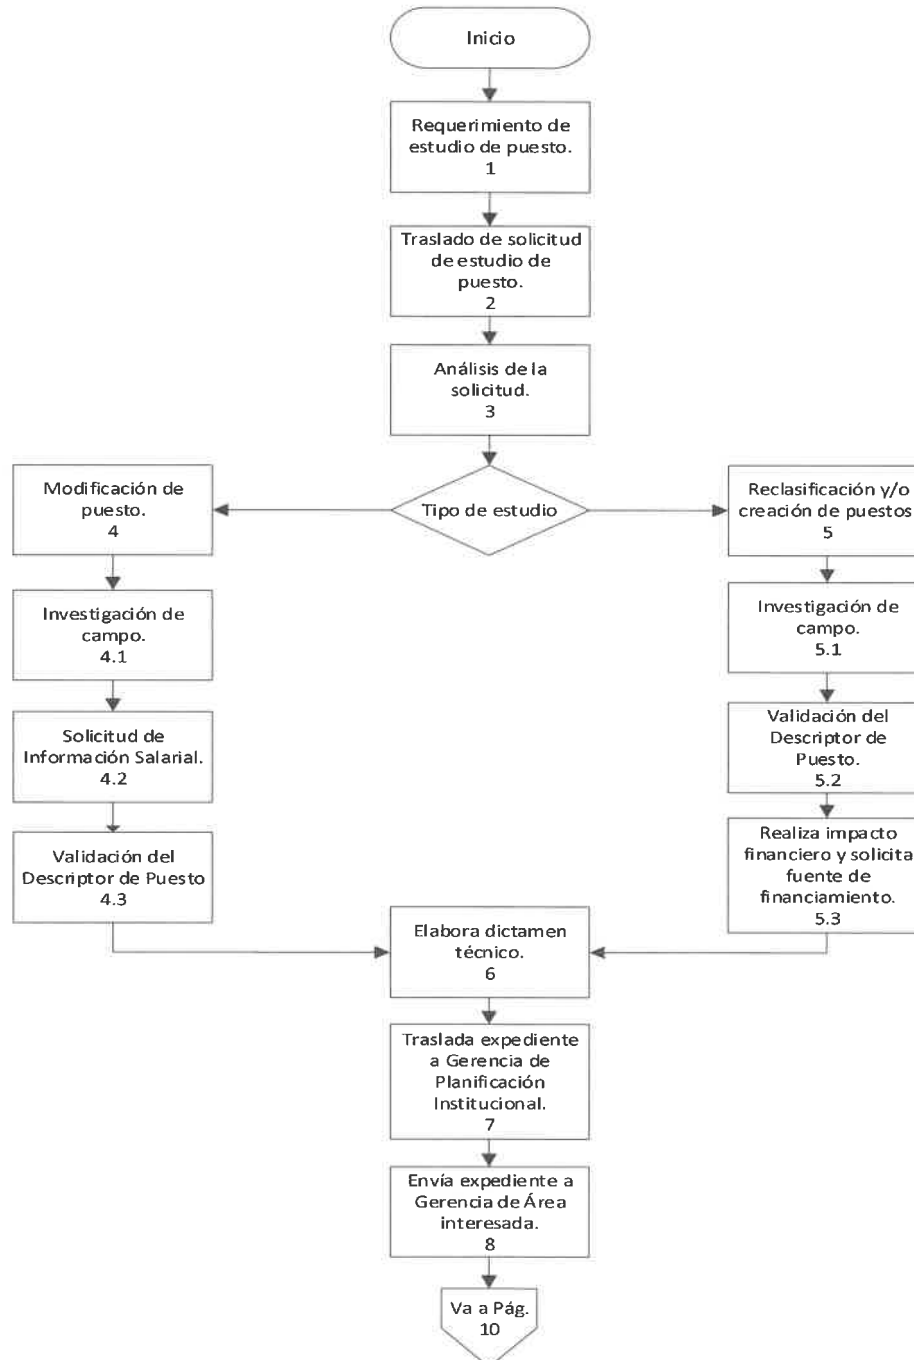 Inicio
Requerimiento de
estudio de puesto.
1
Traslado de solicitud
de estudio de
puesto.
2
Análisis de la
solicitud.
3
Tipo de estudio
Modificación de
puesto.
4
Investigación de
campo.
4.1
Solicitud de
Información Salarial.
4.2
Validación del
Descriptor de Puesto
4.3
Reclasificación y/o
creación de puestos
5
Investigación de
campo.
5.1
Validación del
Descriptor de
Puesto.
5.2
Realiza impacto
financiero y solicita
fuente de
financiamiento.
5.3
Elabora dictamen
técnico.
6
Traslada expediente
a Gerencia de
Planificación
Institucional.
7
Envía expediente a
Gerencia de Área
interesada.
8
Va a Pág.
10